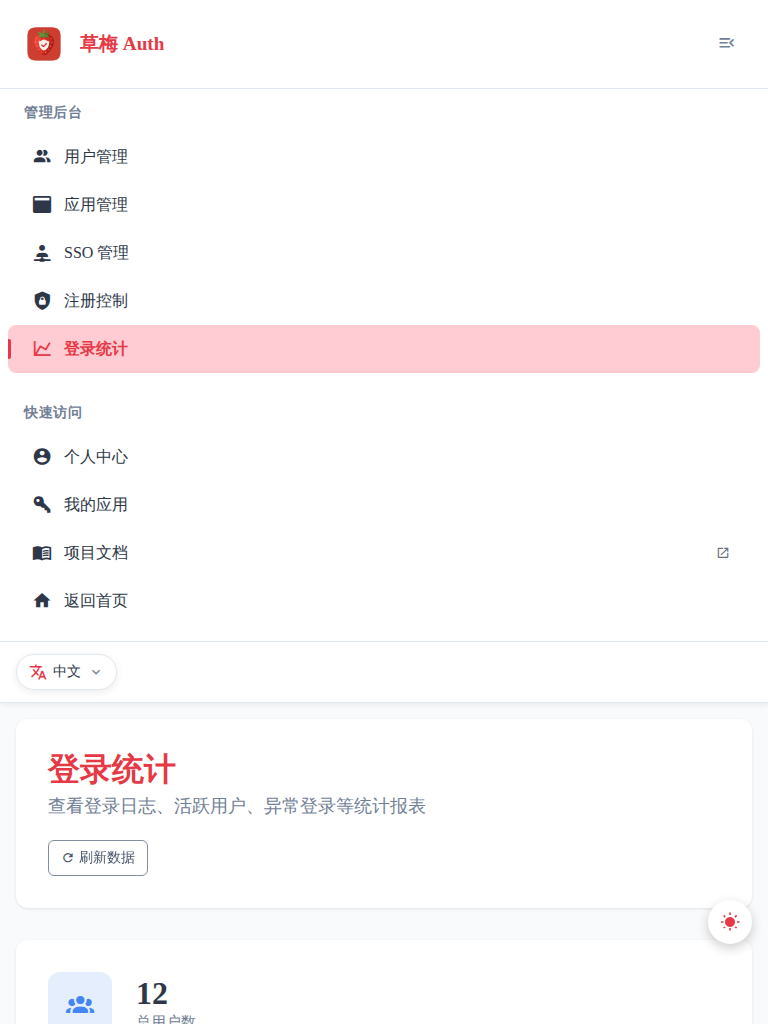 草梅 Auth
管理后台
用户管理
应用管理
SSO 管理
注册控制
登录统计
快速访问
个人中心
我的应用
项目文档
返回首页
中文
登录统计
查看登录日志、活跃用户、异常登录等统计报表
刷新数据
12
总用户数